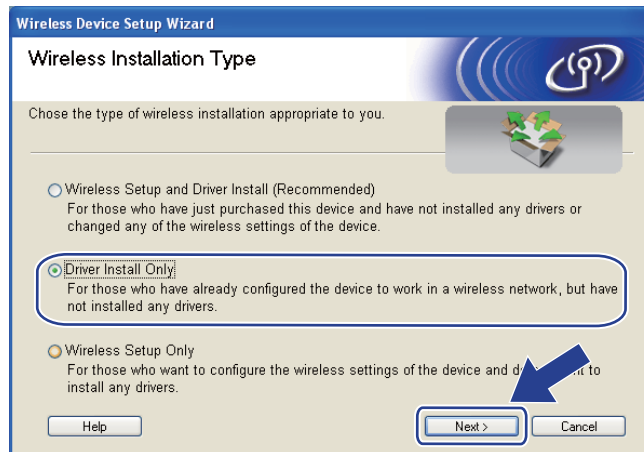 Wireless Device Setup Wizard
Wireless Installation Type
Chose the type of wireless installation appropriate to you.
Wireless Setup and Driver Install (Recommended)
For those who have just purchased this device and have not installed any drivers or
changed any of the wireless settings of the device.
Driver Install Only
For those who have already configured the device to work in a wireless network, but have
not installed any drivers.
Wireless Setup Only
For those who want to configure the wireless settings of the device and to
install any drivers.
Help
Next >
Cancel